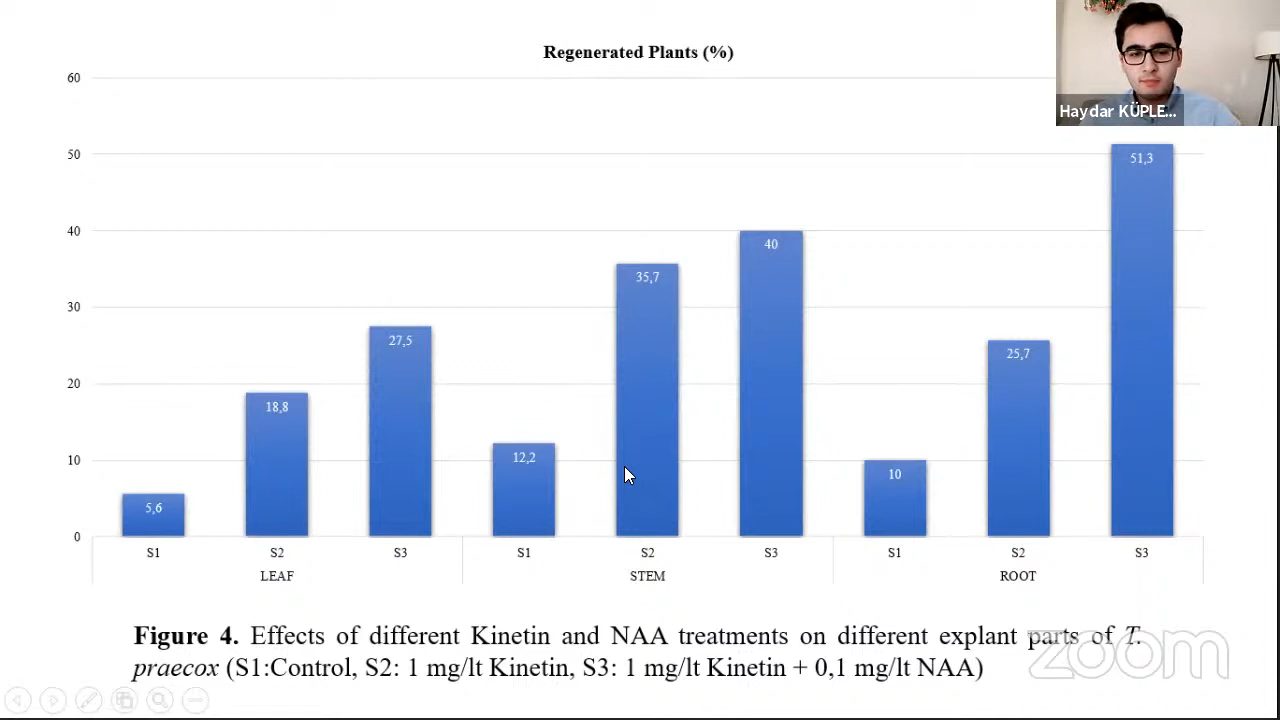 Regenerated Plants (%)
Haydar KÜPLE...
60
50
40
30
20
10
0
5,6
18,8
27,5
12,2
35,7
40
10
25,7
51,3
S1
S2
S3
S1
S2
S3
S1
S2
S3
LEAF
STEM
ROOT
Figure 4. Effects of different Kinetin and NAA treatments on different explant parts of T.
praecox (S1:Control, S2: 1 mg/lt Kinetin, S3: 1 mg/lt Kinetin + 0,1 mg/lt NAA)
zoom